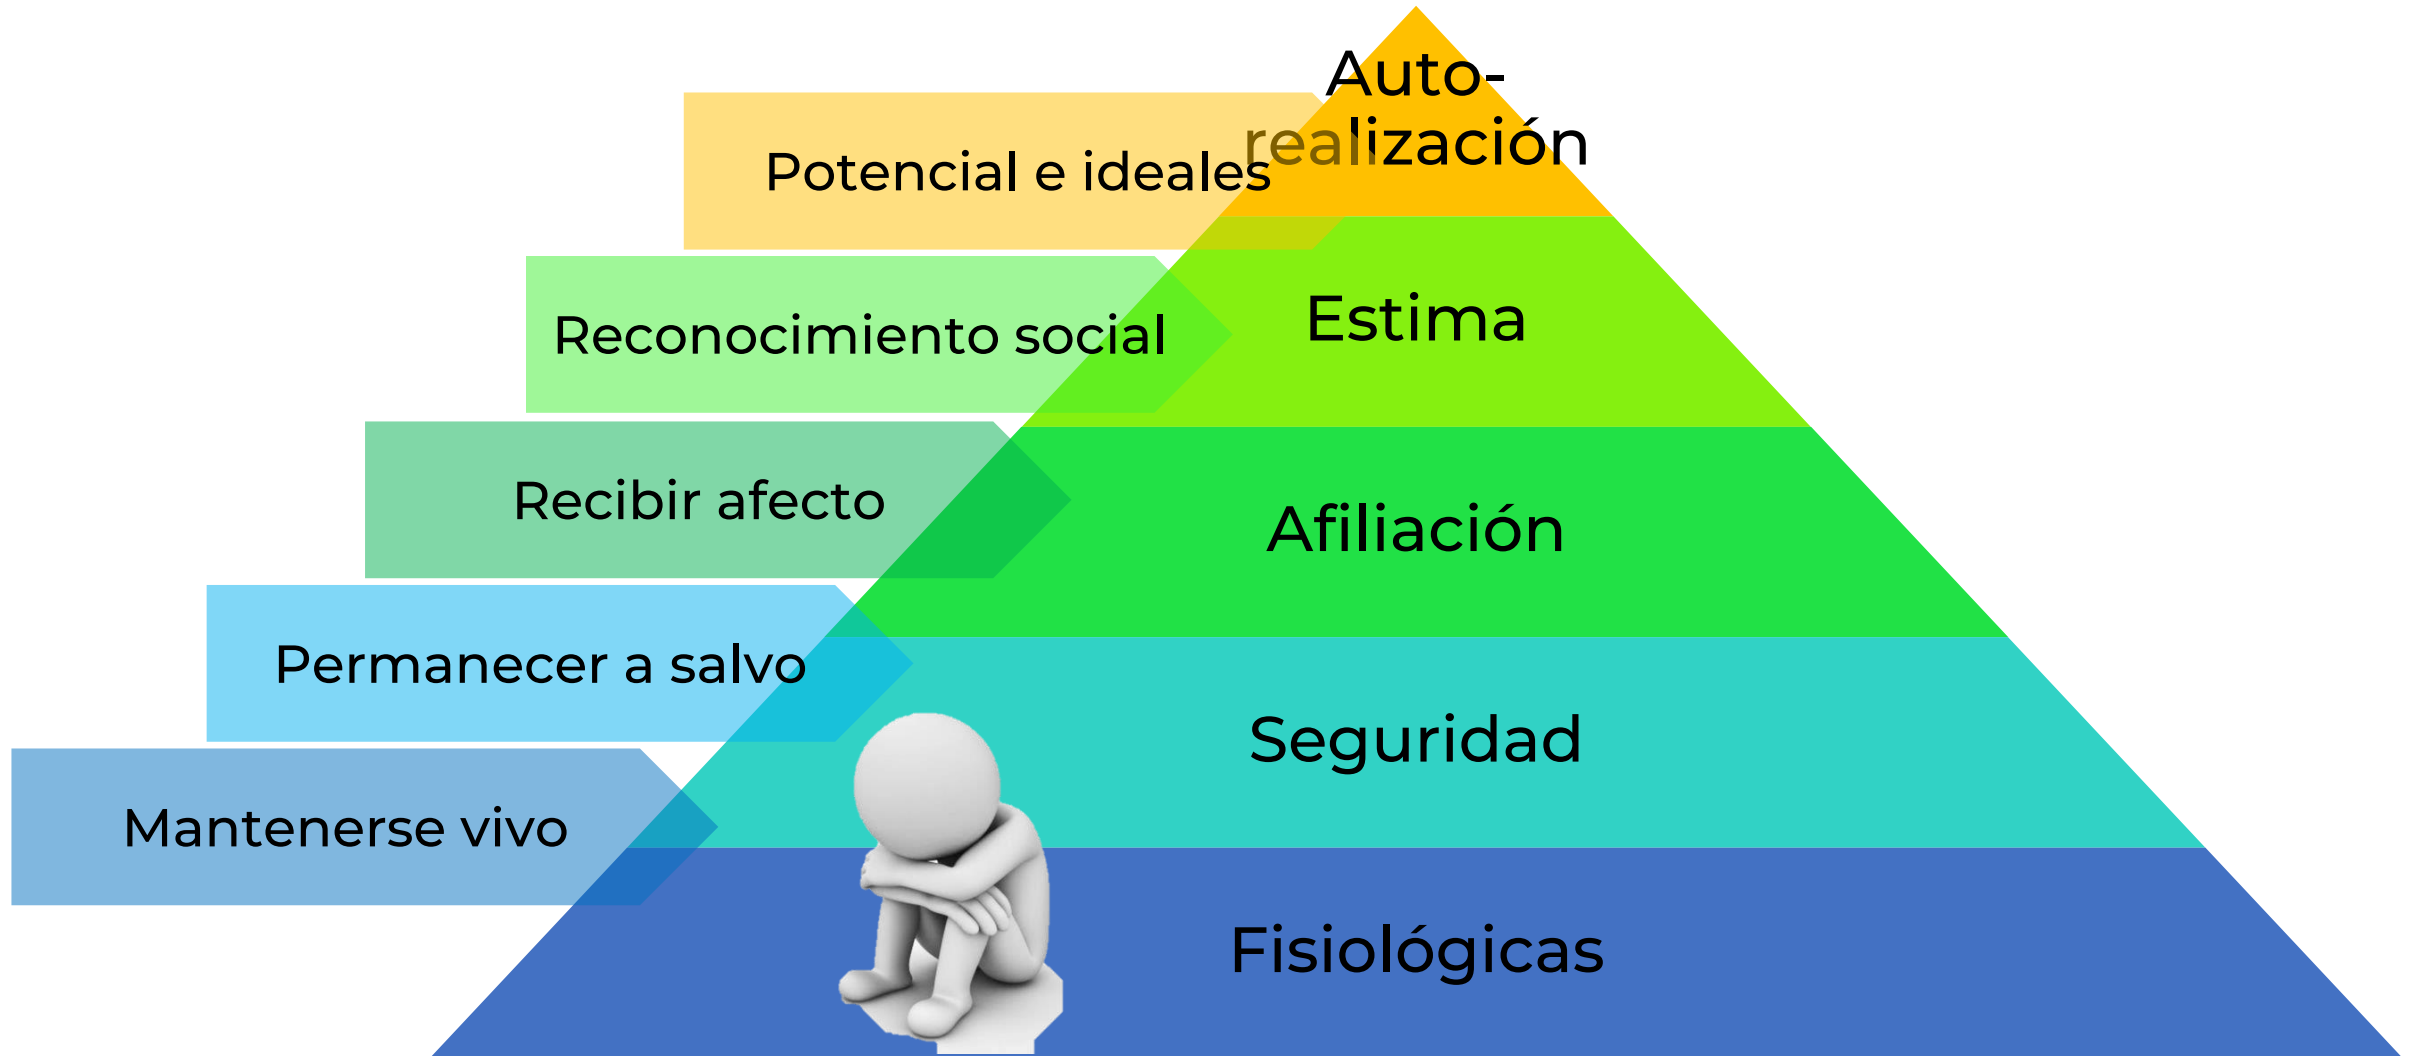 Auto-
realización
Potencial e ideales
Estima
Reconocimiento social
Afiliación
Recibir afecto
Seguridad
Permanecer a salvo
Fisiológicas
Mantenerse vivo